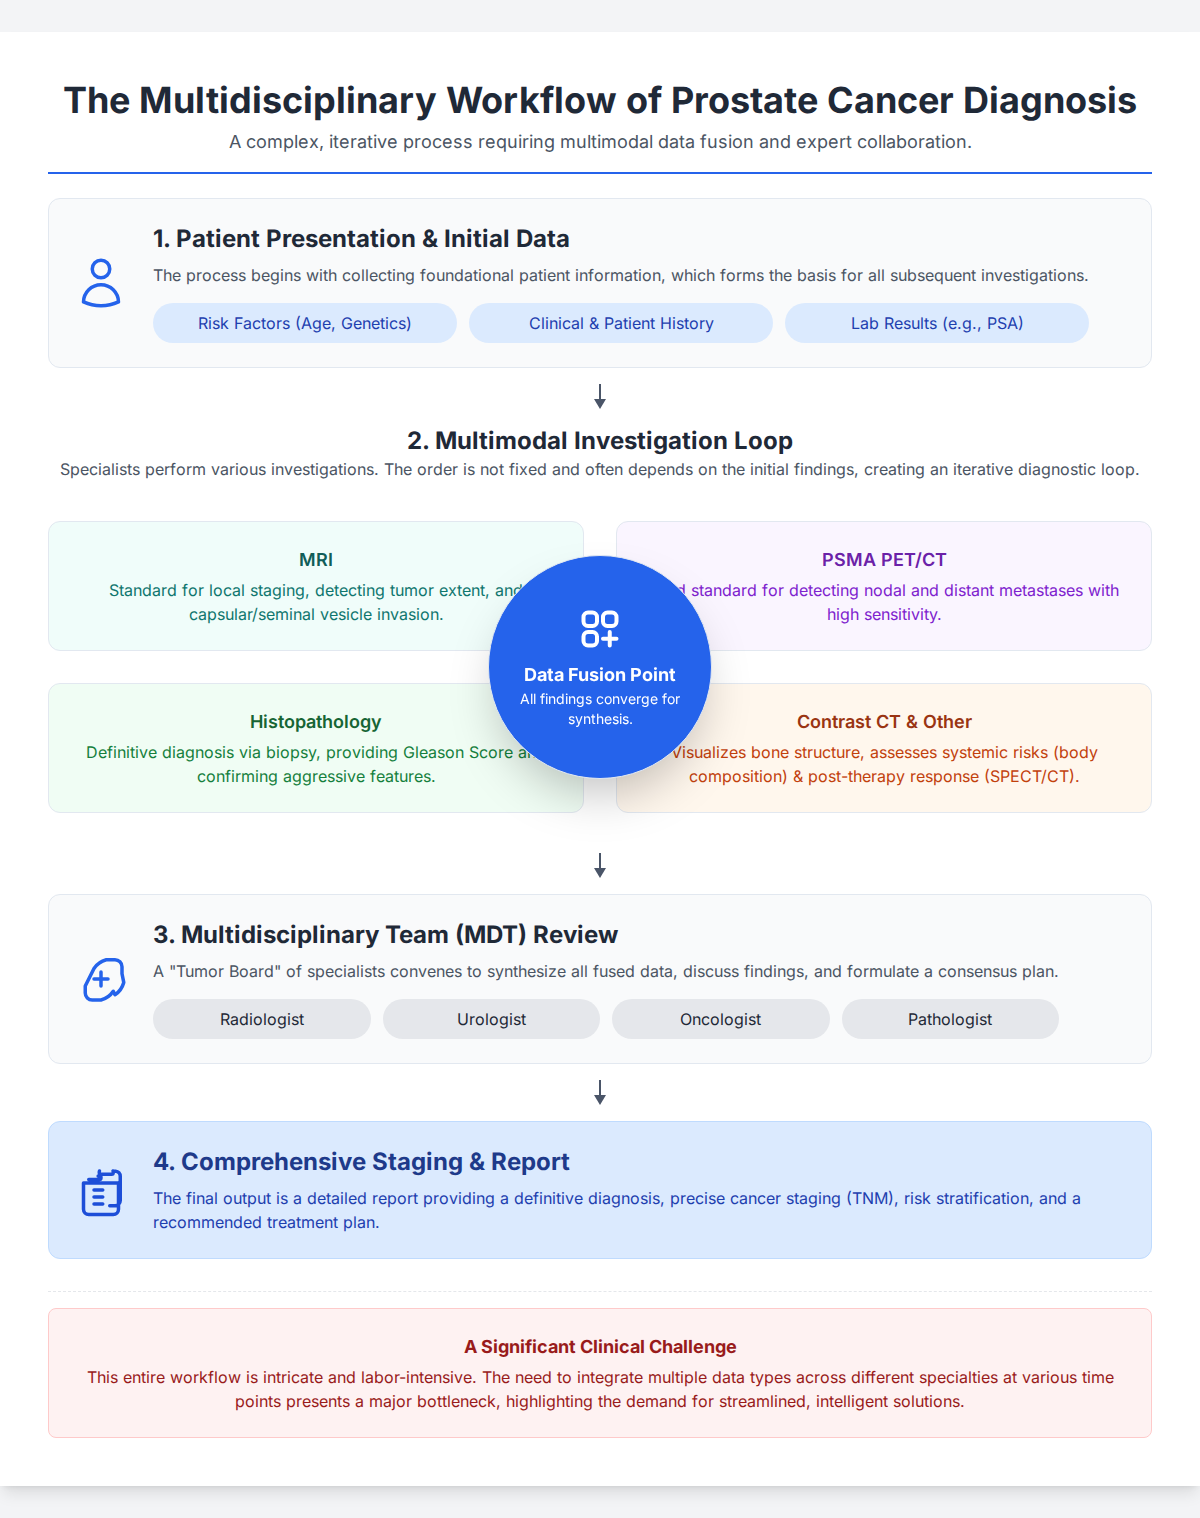 The Multidisciplinary Workflow of Prostate Cancer Diagnosis
A complex, iterative process requiring multimodal data fusion and expert collaboration.
1. Patient Presentation & Initial Data
The process begins with collecting foundational patient information, which forms the basis for all subsequent investigations.
Risk Factors (Age, Genetics)
Clinical & Patient History
Lab Results (e.g., PSA)
2. Multimodal Investigation Loop
Specialists perform various investigations. The order is not fixed and often depends on the initial findings, creating an iterative diagnostic loop.
MRI
Standard for local staging, detecting tumor extent, and
capsular/seminal vesicle invasion.
PSMA PET/CT
standard for detecting nodal and distant metastases with
high sensitivity.
Data Fusion Point
All findings converge for
synthesis.
Histopathology
Definitive diagnosis via biopsy, providing Gleason Score
confirming aggressive features.
Contrast CT & Other
Visualizes bone structure, assesses systemic risks (body
composition) & post-therapy response (SPECT/CT).
3. Multidisciplinary Team (MDT) Review
A "Tumor Board" of specialists convenes to synthesize all fused data, discuss findings, and formulate a consensus plan.
Radiologist
Urologist
Oncologist
Pathologist
4. Comprehensive Staging & Report
The final output is a detailed report providing a definitive diagnosis, precise cancer staging (TNM), risk stratification, and a
recommended treatment plan.
A Significant Clinical Challenge
This entire workflow is intricate and labor-intensive. The need to integrate multiple data types across different specialties at various time
points presents a major bottleneck, highlighting the demand for streamlined, intelligent solutions.